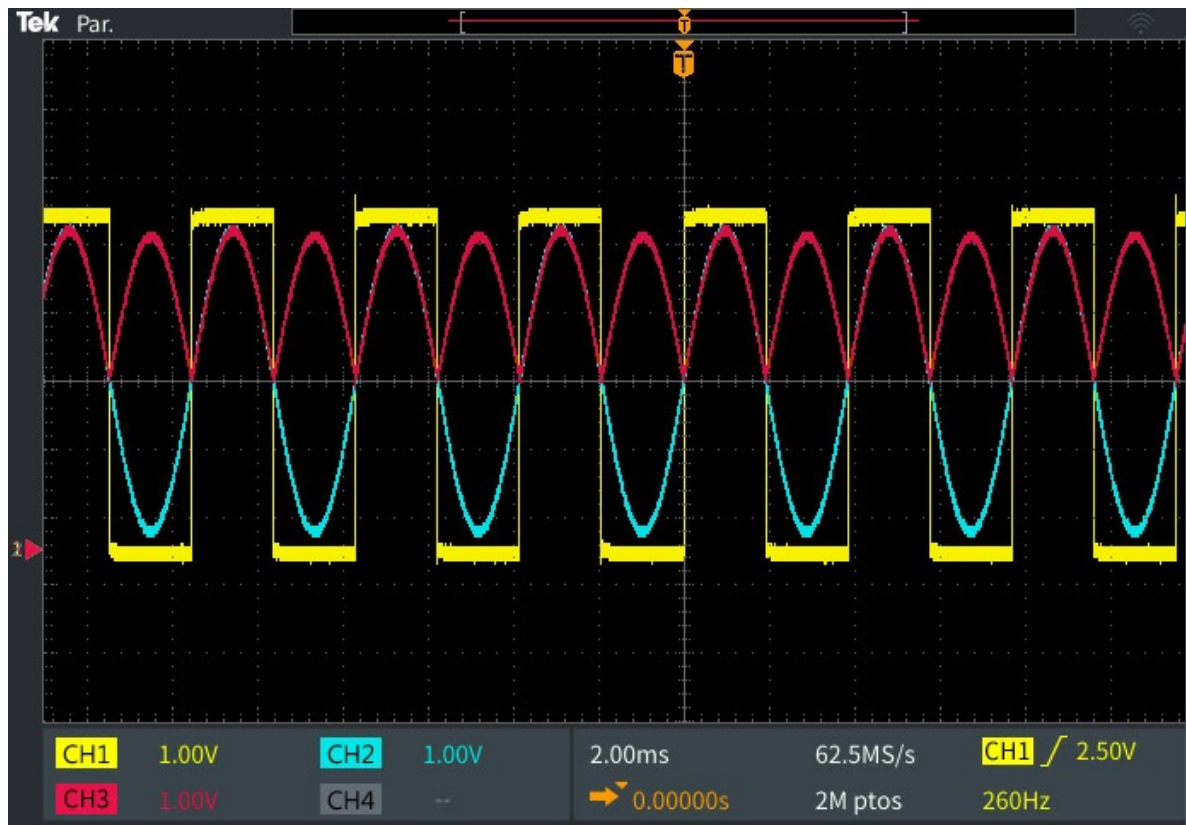 Tek Par.
T
T
CH1 1.00V CH2 1.00V 2.00ms 62.5MS/s CH1 2.50V
CH3 1.00V CH4 -- 0.00000s 2M ptos 260Hz